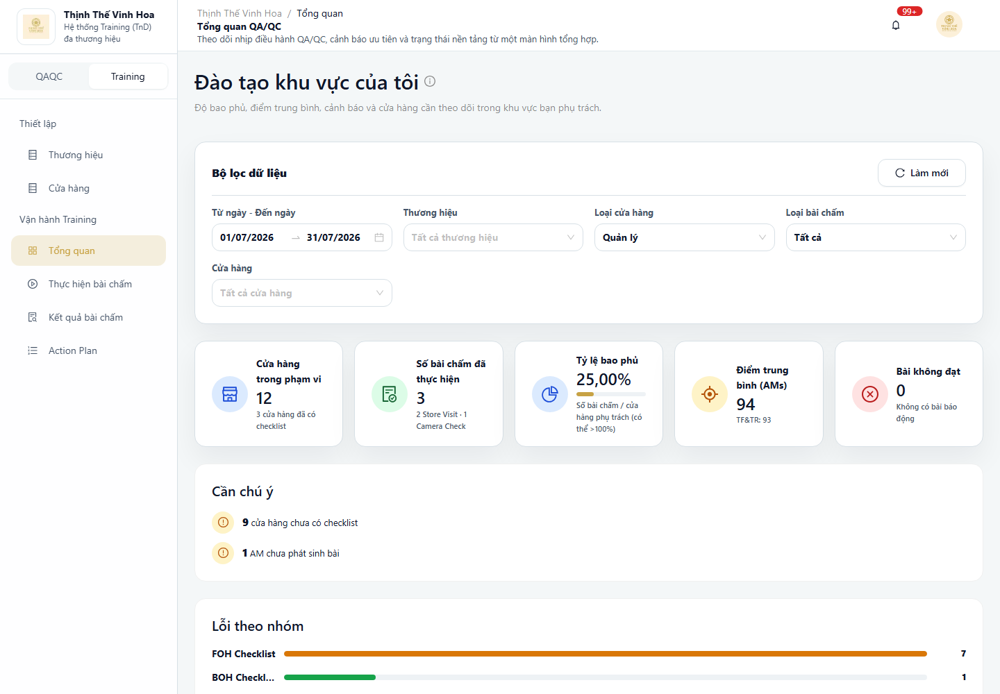 Thịnh Thế Vinh Hoa
Hệ thống Training (TnD)
đa thương hiệu
QAQC
Training
Thiết lập
Thương hiệu
Cửa hàng
Vận hành Training
Tổng quan
Thực hiện bài chấm
Kết quả bài chấm
Action Plan
Thịnh Thế Vinh Hoa / Tổng quan
Tổng quan QA/QC
Theo dõi nhịp điều hành QA/QC, cảnh báo ưu tiên và trạng thái nền tảng từ một màn hình tổng hợp.
99+
Đào tạo khu vực của tôi
Độ bao phủ, điểm trung bình, cảnh báo và cửa hàng cần theo dõi trong khu vực bạn phụ trách.
Bộ lọc dữ liệu
Làm mới
Từ ngày - Đến ngày
01/07/2026 → 31/07/2026
Thương hiệu
Tất cả thương hiệu
Loại cửa hàng
Quản lý
Loại bài chấm
Tất cả
Cửa hàng
Tất cả cửa hàng
Cửa hàng
trong phạm vi
12
3 cửa hàng đã có
checklist
Số bài chấm đã
thực hiện
3
2 Store Visit · 1
Camera Check
Tỷ lệ bao phủ
25,00%
Số bài chấm / cửa
hàng phụ trách (có
thể >100%)
Điểm trung
bình (AMs)
94
TF&TR: 93
Bài không đạt
0
Không có bài báo
động
Cần chú ý
9 cửa hàng chưa có checklist
1 AM chưa phát sinh bài
Lỗi theo nhóm
FOH Checklist
7
BOH Checkl...
1